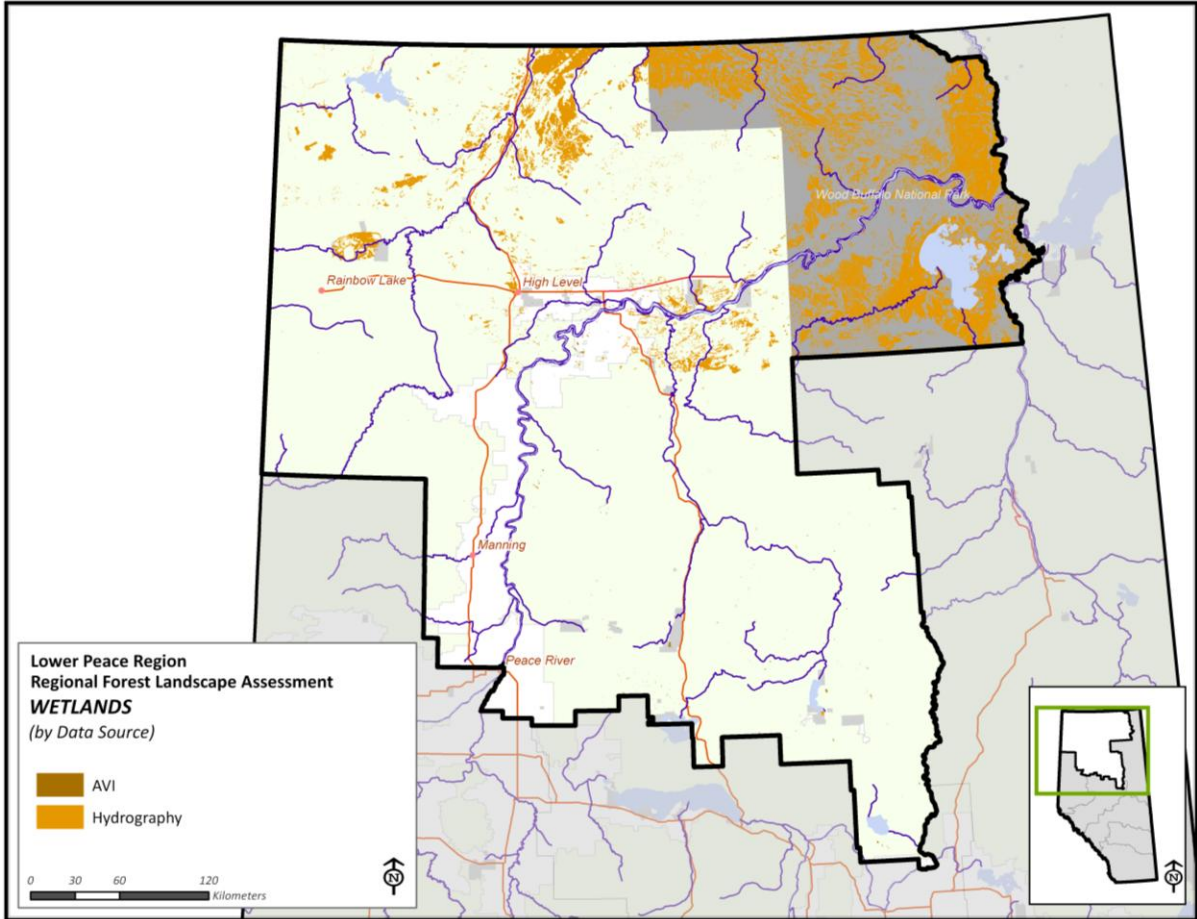 Wood Buffalo National Park
Rainbow Lake
High Level
Manning
Peace River
Lower Peace Region
Regional Forest Landscape Assessment
WETLANDS
(by Data Source)
AVI
Hydrography
0 30 60 120
Kilometers
N
N